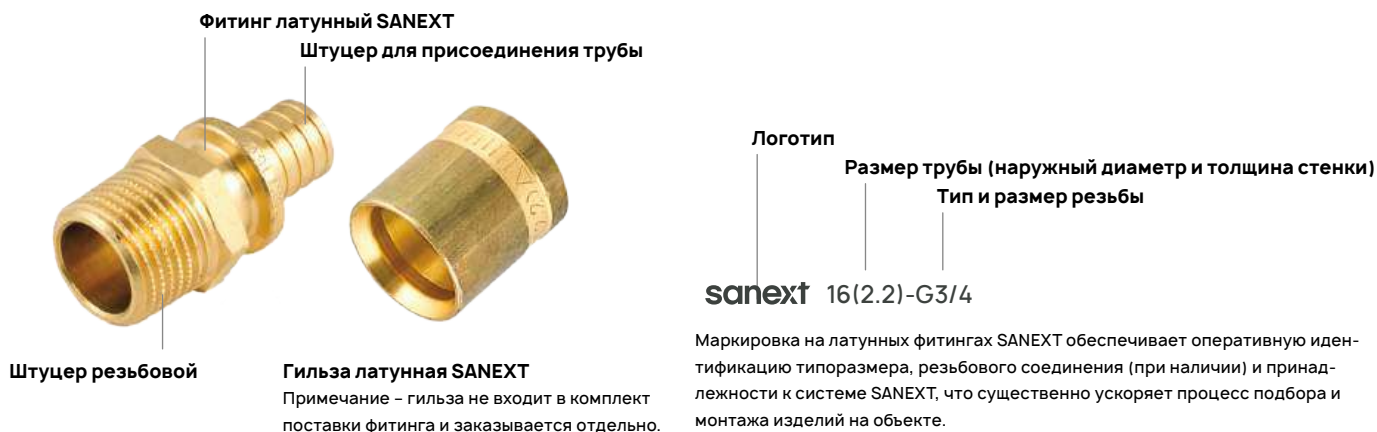 Фитинг латунный SANEXT
Штуцер для присоединения трубы
Штуцер резьбовой
Гильза латунная SANEXT
Примечание – гильза не входит в комплект
поставки фитинга и заказывается отдельно.
Логотип
Размер трубы (наружный диаметр и толщина стенки)
Тип и размер резьбы
sanext 16(2.2)-G3/4
Маркировка на латунных фитингах SANEXT обеспечивает оперативную иден-
тификацию типоразмера, резьбового соединения (при наличии) и принад-
лежности к системе SANEXT, что существенно ускоряет процесс подбора и
монтажа изделий на объекте.